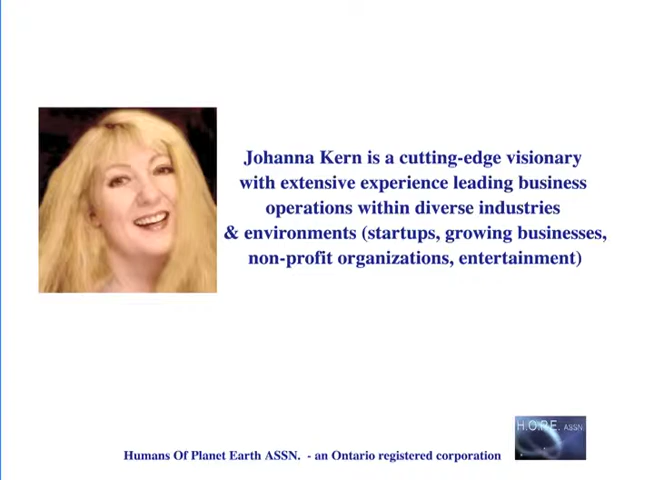 Johanna Kern is a cutting-edge visionary
with extensive experience leading business
operations within diverse industries
& environments (startups, growing businesses,
non-profit organizations, entertainment)
H.O.P.E. ASSN.
Humans Of Planet Earth ASSN. - an Ontario registered corporation